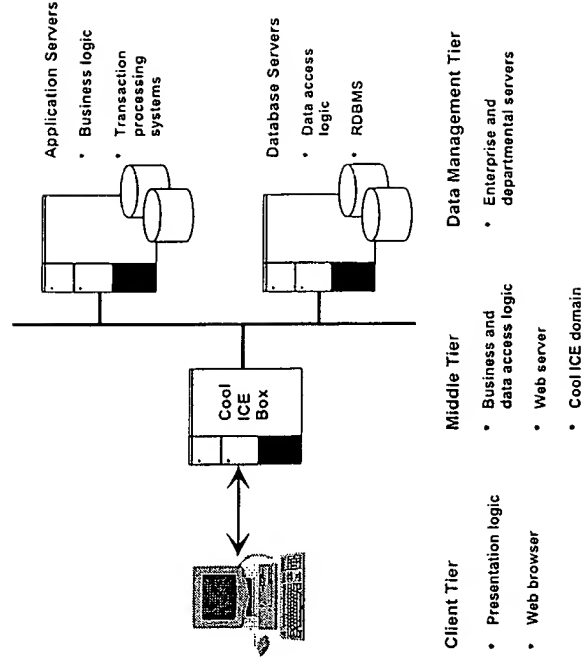 Application Servers
• Business logic
• Transaction
processing
systems
Database Servers
• Data access
logic
• RDBMS
Cool
ICE
Box
Client Tier
• Presentation logic
• Web browser
Middle Tier
• Business and
data access logic
• Web server
• Cool ICE domain
Data Management Tier
• Enterprise and
departmental servers